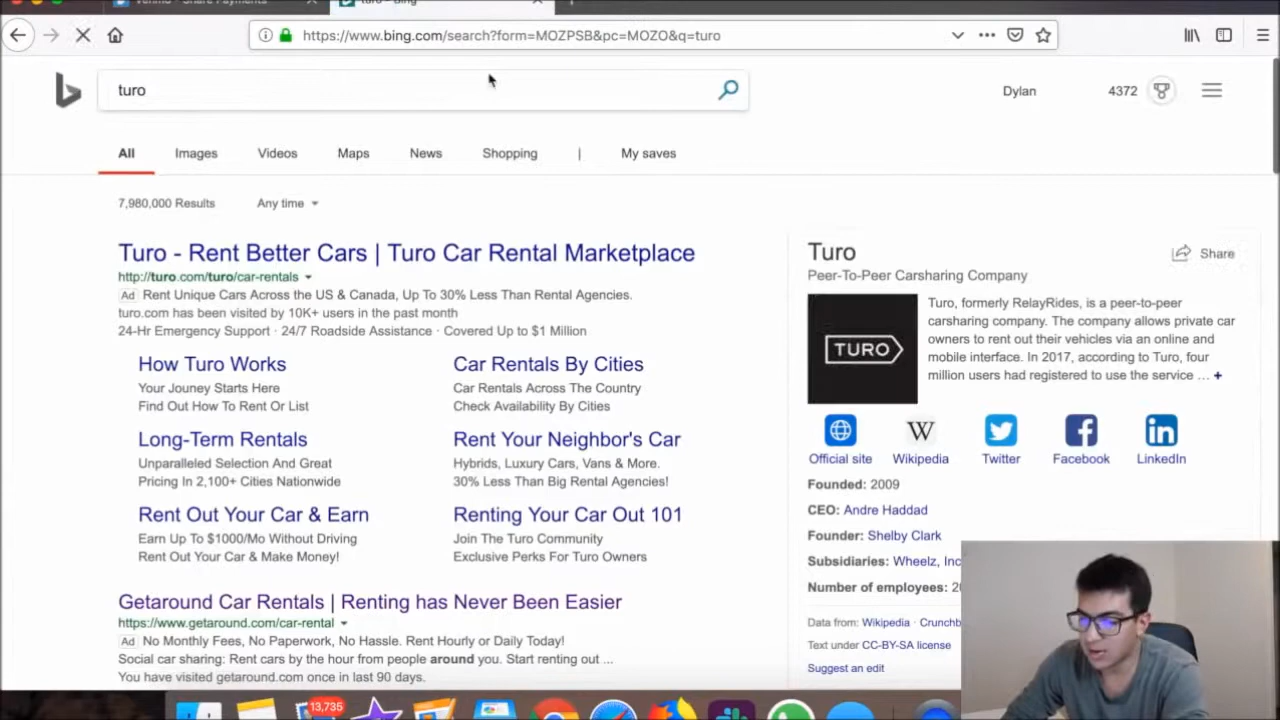 Venmo - Share Payments
turo - Bing
https://www.bing.com/search?form=MOZPSB&pc=MOZO&q=turo
turo
Dylan
4372
All
Images
Videos
Maps
News
Shopping
|
My saves
7,980,000 Results
Any time
Turo - Rent Better Cars | Turo Car Rental Marketplace
http://turo.com/turo/car-rentals
Ad Rent Unique Cars Across the US & Canada, Up To 30% Less Than Rental Agencies.
turo.com has been visited by 10K+ users in the past month
24-Hr Emergency Support · 24/7 Roadside Assistance · Covered Up to $1 Million
How Turo Works
Your Jouney Starts Here
Find Out How To Rent Or List
Car Rentals By Cities
Car Rentals Across The Country
Check Availability By Cities
Long-Term Rentals
Unparalleled Selection And Great
Pricing In 2,100+ Cities Nationwide
Rent Your Neighbor's Car
Hybrids, Luxury Cars, Vans & More.
30% Less Than Big Rental Agencies!
Rent Out Your Car & Earn
Earn Up To $1000/Mo Without Driving
Rent Out Your Car & Make Money!
Renting Your Car Out 101
Join The Turo Community
Exclusive Perks For Turo Owners
Getaround Car Rentals | Renting has Never Been Easier
https://www.getaround.com/car-rental
Ad No Monthly Fees, No Paperwork, No Hassle. Rent Hourly or Daily Today!
Social car sharing: Rent cars by the hour from people around you. Start renting out ...
You have visited getaround.com once in last 90 days.
Turo
Share
Peer-To-Peer Carsharing Company
TURO
Turo, formerly RelayRides, is a peer-to-peer
carsharing company. The company allows private car
owners to rent out their vehicles via an online and
mobile interface. In 2017, according to Turo, four
million users had registered to use the service ... +
Official site
Wikipedia
Twitter
Facebook
LinkedIn
Founded: 2009
CEO: Andre Haddad
Founder: Shelby Clark
Subsidiaries: Wheelz, Inc
Number of employees:
Data from: Wikipedia · Crunchb
Text under CC-BY-SA license
Suggest an edit
13,735